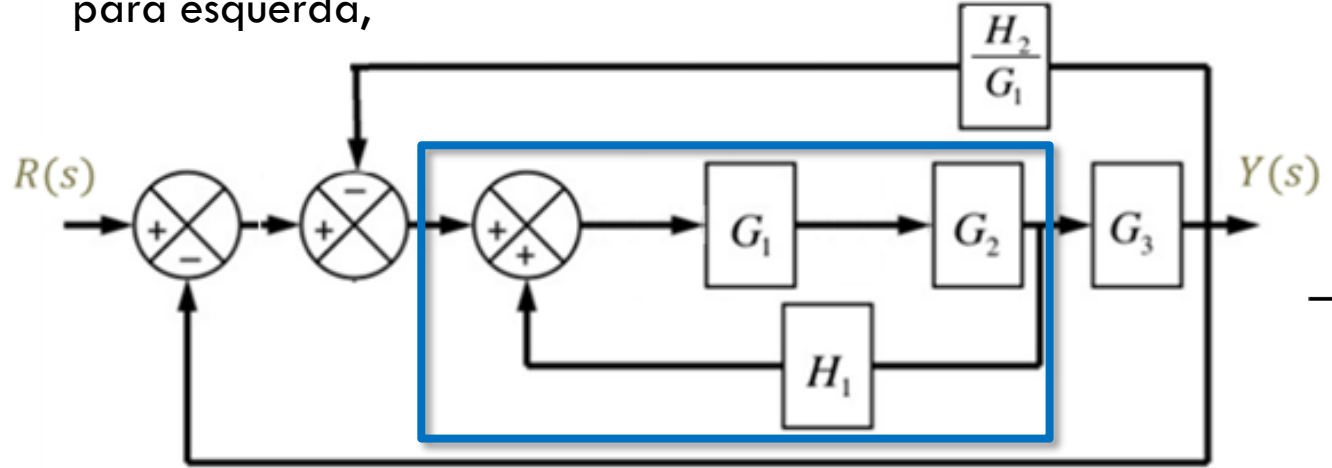 para esquerda,
H₂
G₁
R(s)
Y(s)
−
+
+
+
G₁
G₂
G₃
−
+
H₁